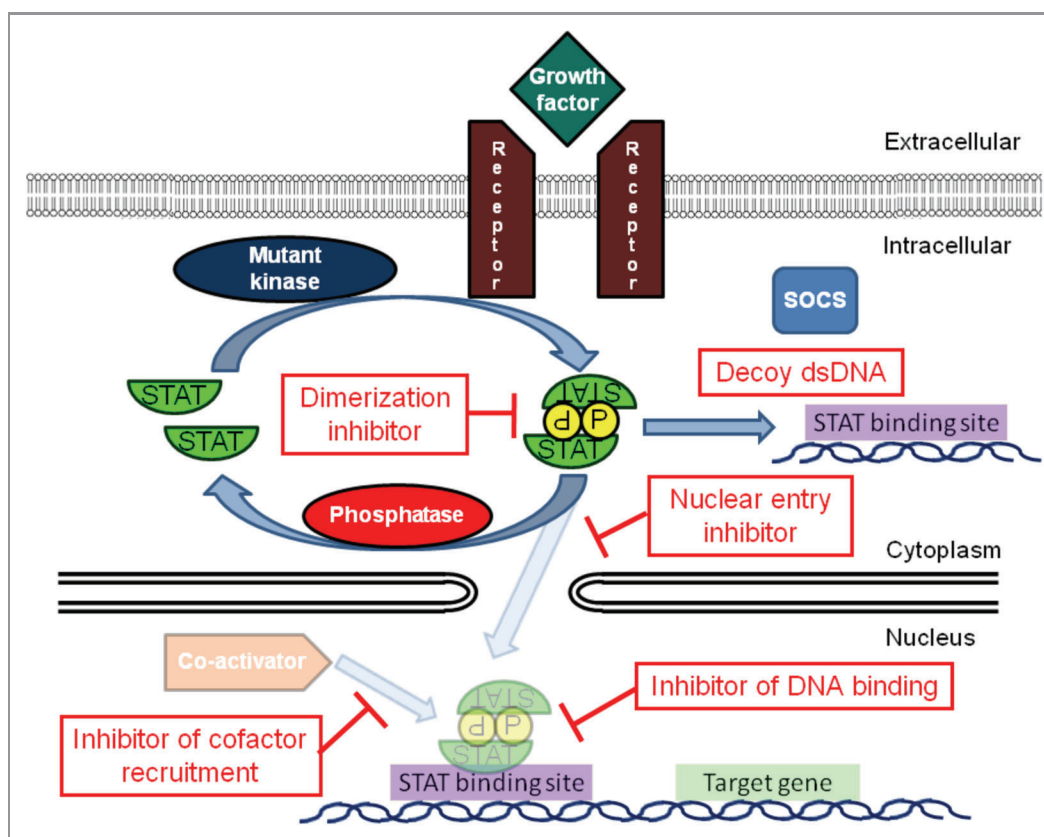 Growth
factor
Receptor
Receptor
Extracellular
Intracellular
Mutant
kinase
SOCS
Decoy dsDNA
STAT
STAT
Dimerization
inhibitor
STAT
P P
STAT
STAT binding site
Phosphatase
Nuclear entry
inhibitor
Cytoplasm
Nucleus
Co-activator
Inhibitor of DNA binding
STAT
P P
STAT
Inhibitor of cofactor
recruitment
STAT binding site
Target gene